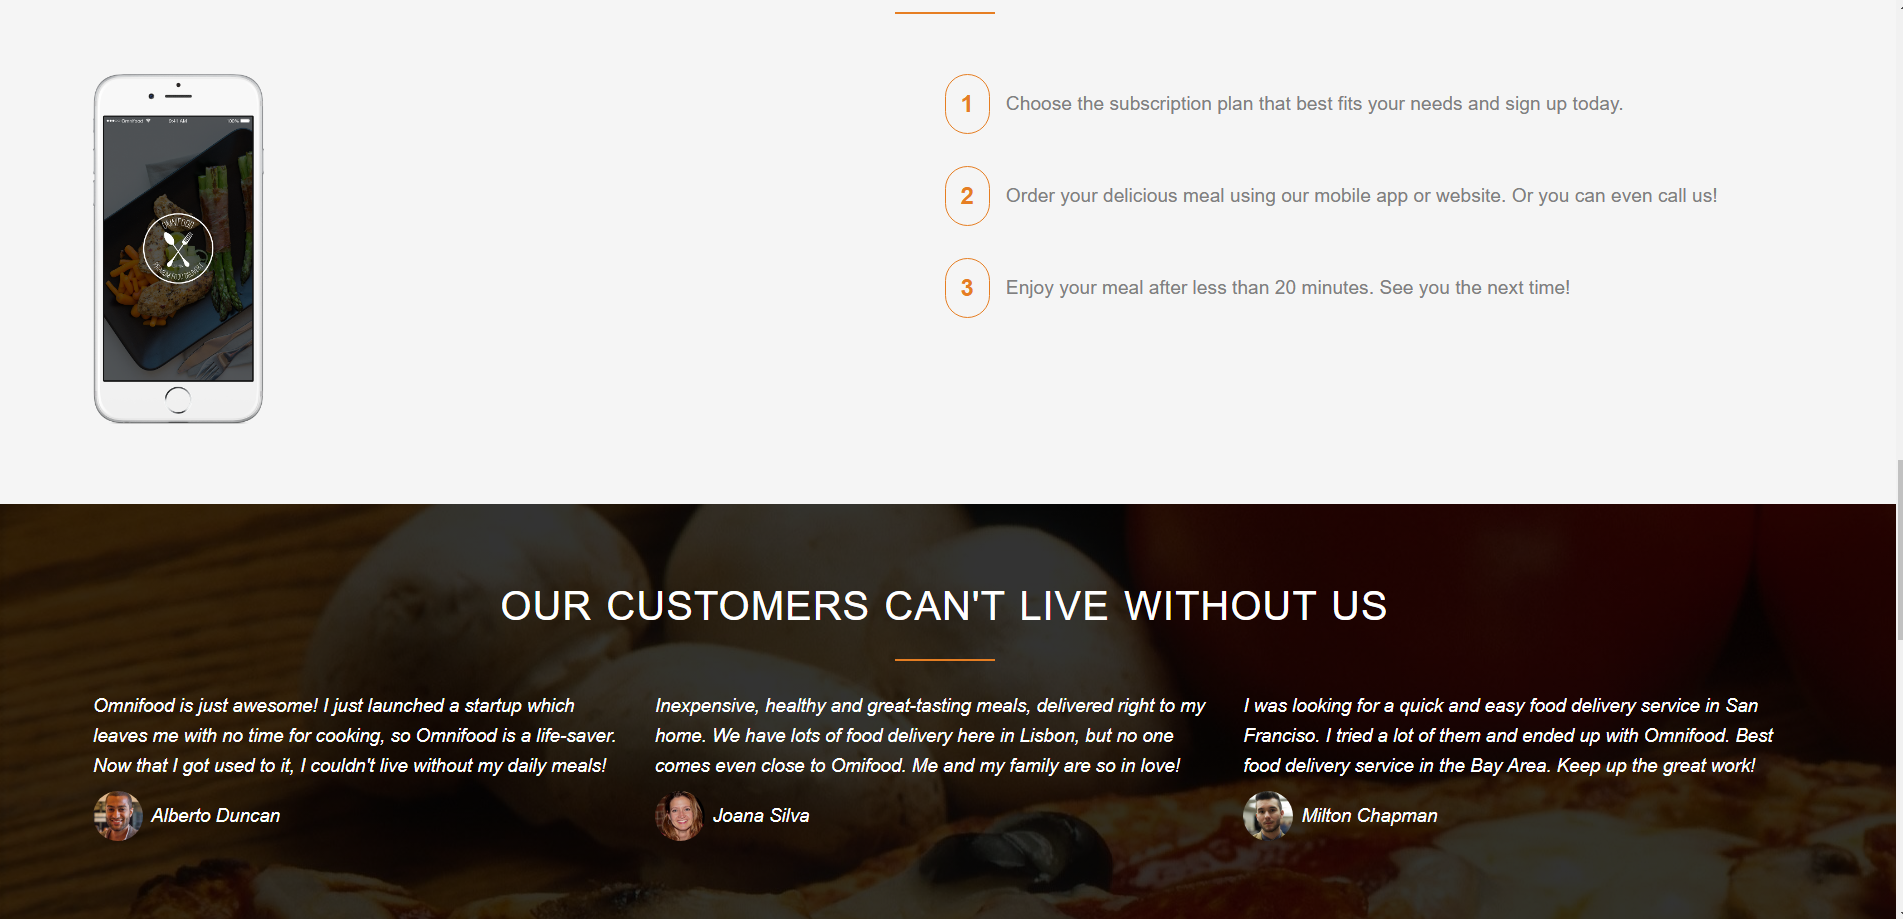 Omnifood 9:41 AM 100%
OMNIFOOD
1 Choose the subscription plan that best fits your needs and sign up today.
2 Order your delicious meal using our mobile app or website. Or you can even call us!
3 Enjoy your meal after less than 20 minutes. See you the next time!
OUR CUSTOMERS CAN'T LIVE WITHOUT US
Omnifood is just awesome! I just launched a startup which
leaves me with no time for cooking, so Omnifood is a life-saver.
Now that I got used to it, I couldn't live without my daily meals!
Alberto Duncan
Inexpensive, healthy and great-tasting meals, delivered right to my
home. We have lots of food delivery here in Lisbon, but no one
comes even close to Omifood. Me and my family are so in love!
Joana Silva
I was looking for a quick and easy food delivery service in San
Franciso. I tried a lot of them and ended up with Omnifood. Best
food delivery service in the Bay Area. Keep up the great work!
Milton Chapman